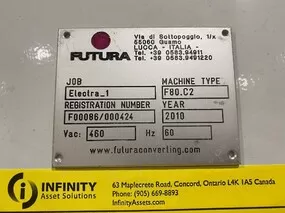 FUTURA
Via di Sottopoggio, 1/x
55060 Guamo
LUCCA - ITALIA -
Tel. +39 0583.94911
Tel. +39 0583.9491220
JOB MACHINE TYPE
Electra_1 F80.C2
REGISTRATION NUMBER YEAR
F00086/000424 2010
Vac: 460 Hz 60
www.futuraconverting.com
INFINITY
Asset Solutions
63 Maplecrete Road, Concord, Ontario L4K 1A5 Canada
Phone: (905) 669-8893
InfinityAssets.com